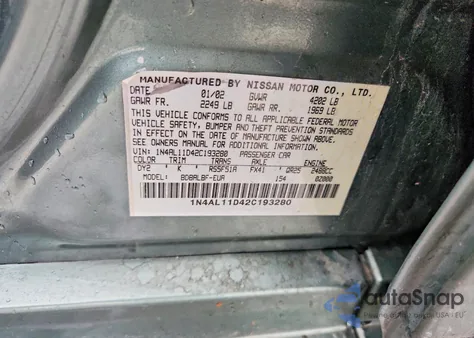 MANUFACTURED BY NISSAN MOTOR CO., LTD.
DATE 01/02 GVWR 4202 LB
GAWR FR. 2249 LB GAWR RR. 1969 LB
THIS VEHICLE CONFORMS TO ALL APPLICABLE FEDERAL MOTOR
VEHICLE SAFETY, BUMPER AND THEFT PREVENTION STANDARDS
IN EFFECT ON THE DATE OF MANUFACTURE SHOWN ABOVE.
SEE OWNERS MANUAL FOR ADDITIONAL INFORMATION.
VIN: 1N4AL11D42C193280 PASSENGER CAR
COLOR TRIM TRANS AXLE ENGINE
DY2 K RS5F51A FX41 QR25 2488CC
MODEL: BDBALBF-EUR 154 02000
1N4AL11D42C193280
autoSnap